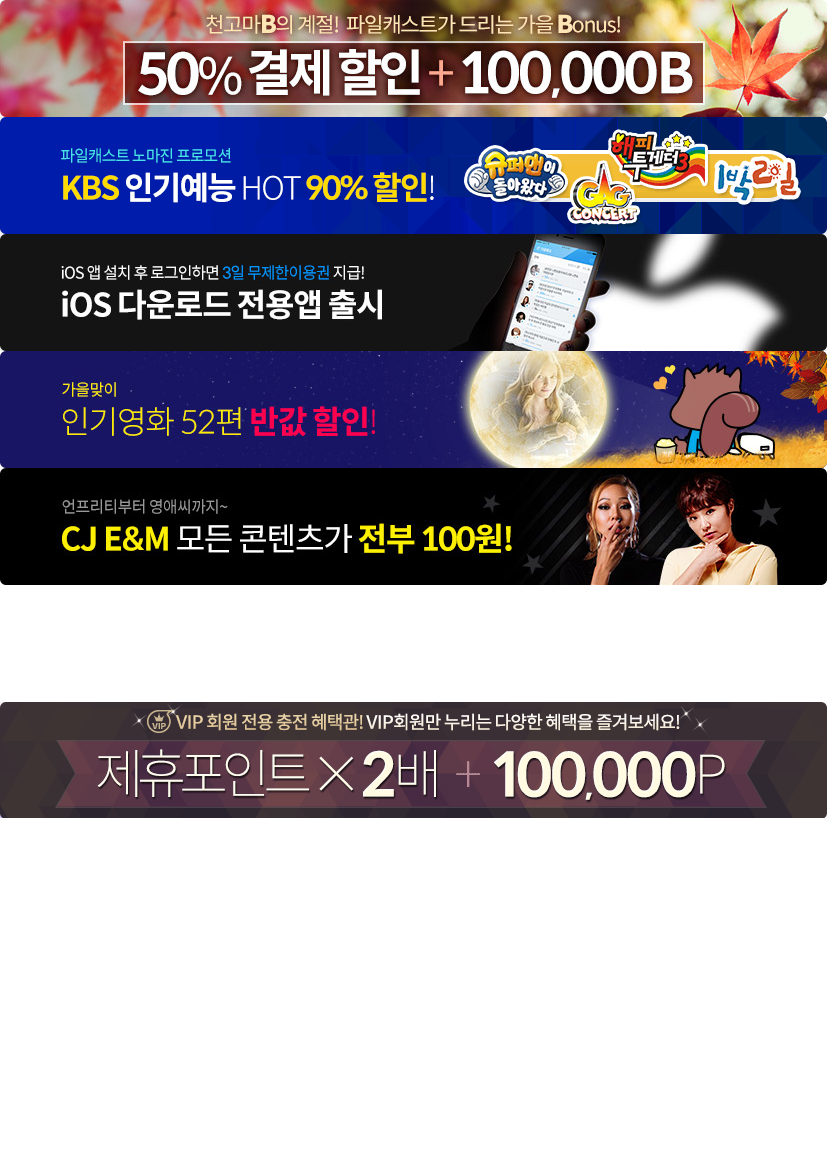 천고마B의 계절! 파일캐스트가 드리는 가을 Bonus!
50% 결제 할인 + 100,000B
파일캐스트 노마진 프로모션
KBS 인기예능 HOT 90% 할인!
슈퍼맨이
돌아왔다
GAG
CONCERT
해피
투게더3
1박2일
iOS 앱 설치 후 로그인하면 3일 무제한이용권 지급!
iOS 다운로드 전용앱 출시
가을맞이
인기영화 52편 반값 할인!
언프리티부터 영애씨까지~
CJ E&M 모든 콘텐츠가 전부 100원!
VIP VIP 회원 전용 충전 혜택관! VIP회원만 누리는 다양한 혜택을 즐겨보세요!
제휴포인트 × 2배 + 100,000P